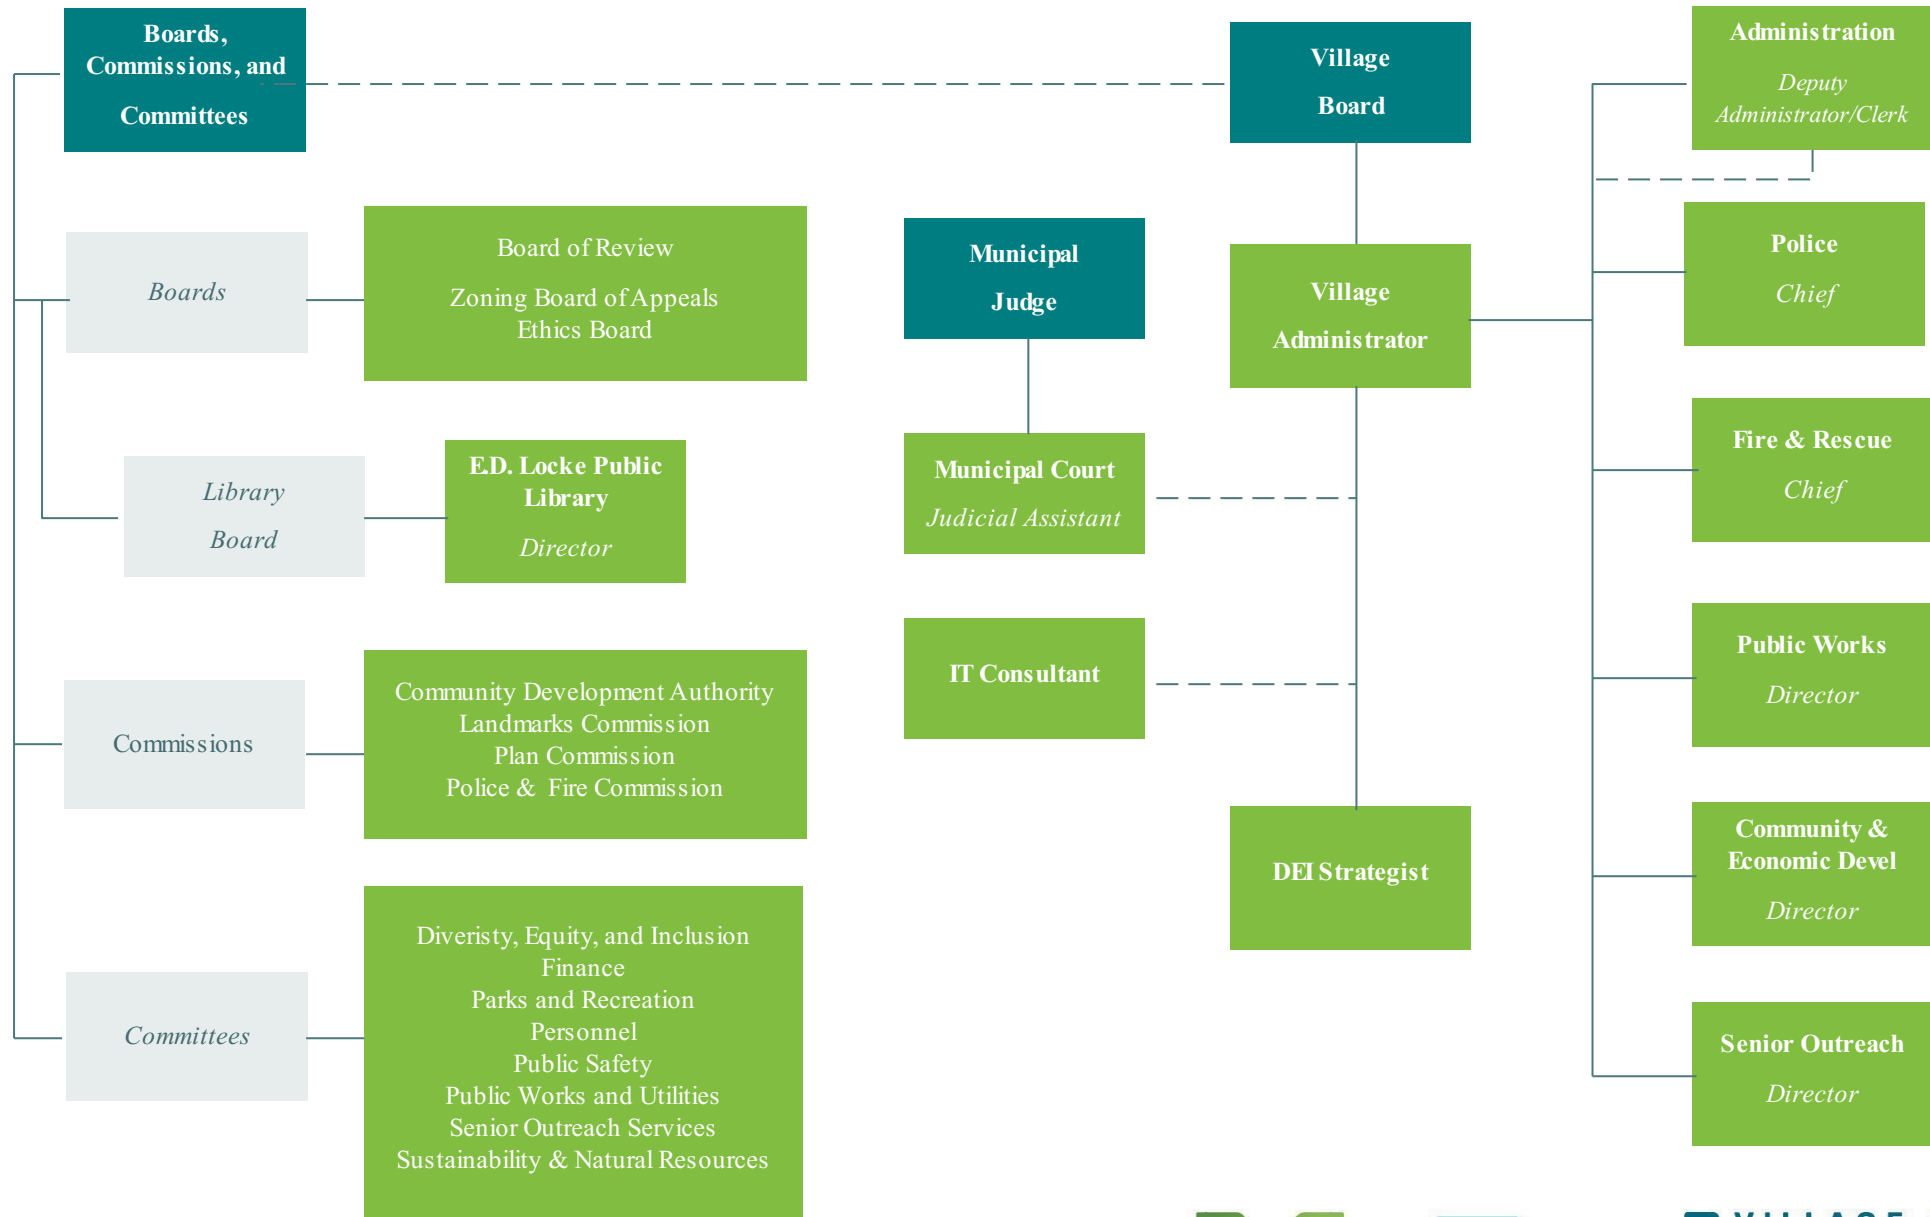 Boards,
Commissions, and
Committees
Village
Board
Administration
Deputy
Administrator/Clerk
Boards
Board of Review
Zoning Board of Appeals
Ethics Board
Municipal
Judge
Village
Administrator
Police
Chief
Library
Board
E.D. Locke Public
Library
Director
Municipal Court
Judicial Assistant
Fire & Rescue
Chief
Commissions
Community Development Authority
Landmarks Commission
Plan Commission
Police & Fire Commission
IT Consultant
Public Works
Director
DEI Strategist
Community &
Economic Devel
Director
Committees
Diveristy, Equity, and Inclusion
Finance
Parks and Recreation
Personnel
Public Safety
Public Works and Utilities
Senior Outreach Services
Sustainability & Natural Resources
Senior Outreach
Director
VILLAGE